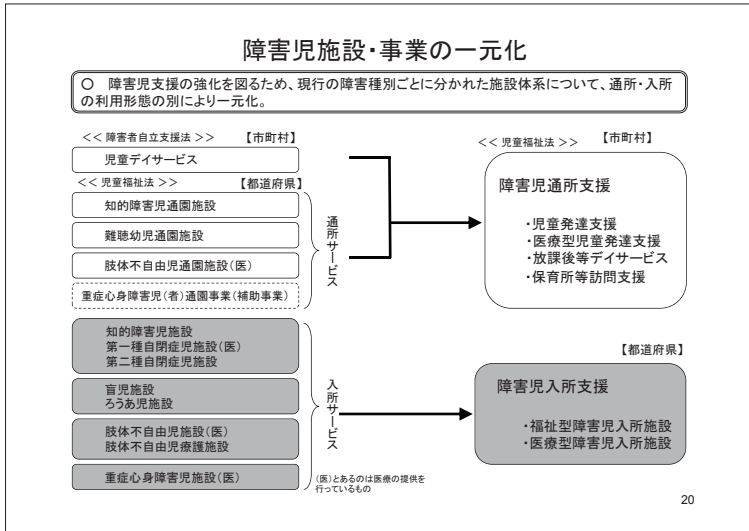 障害児施設・事業の一元化
○ 障害児支援の強化を図るため、現行の障害種別ごとに分かれた施設体系について、通所・入所
の利用形態の別により一元化。
<< 障害者自立支援法 >> 【市町村】
児童デイサービス
<< 児童福祉法 >> 【都道府県】
知的障害児通園施設
難聴幼児通園施設
肢体不自由児通園施設(医)
重症心身障害児(者)通園事業(補助事業)
通所サービス
<< 児童福祉法 >> 【市町村】
障害児通所支援
・児童発達支援
・医療型児童発達支援
・放課後等デイサービス
・保育所等訪問支援
知的障害児施設
第一種自閉症児施設(医)
第二種自閉症児施設
盲児施設
ろうあ児施設
肢体不自由児施設(医)
肢体不自由児療護施設
重症心身障害児施設(医)
入所サービス
(医)とあるのは医療の提供を
行っているもの
【都道府県】
障害児入所支援
・福祉型障害児入所施設
・医療型障害児入所施設
20